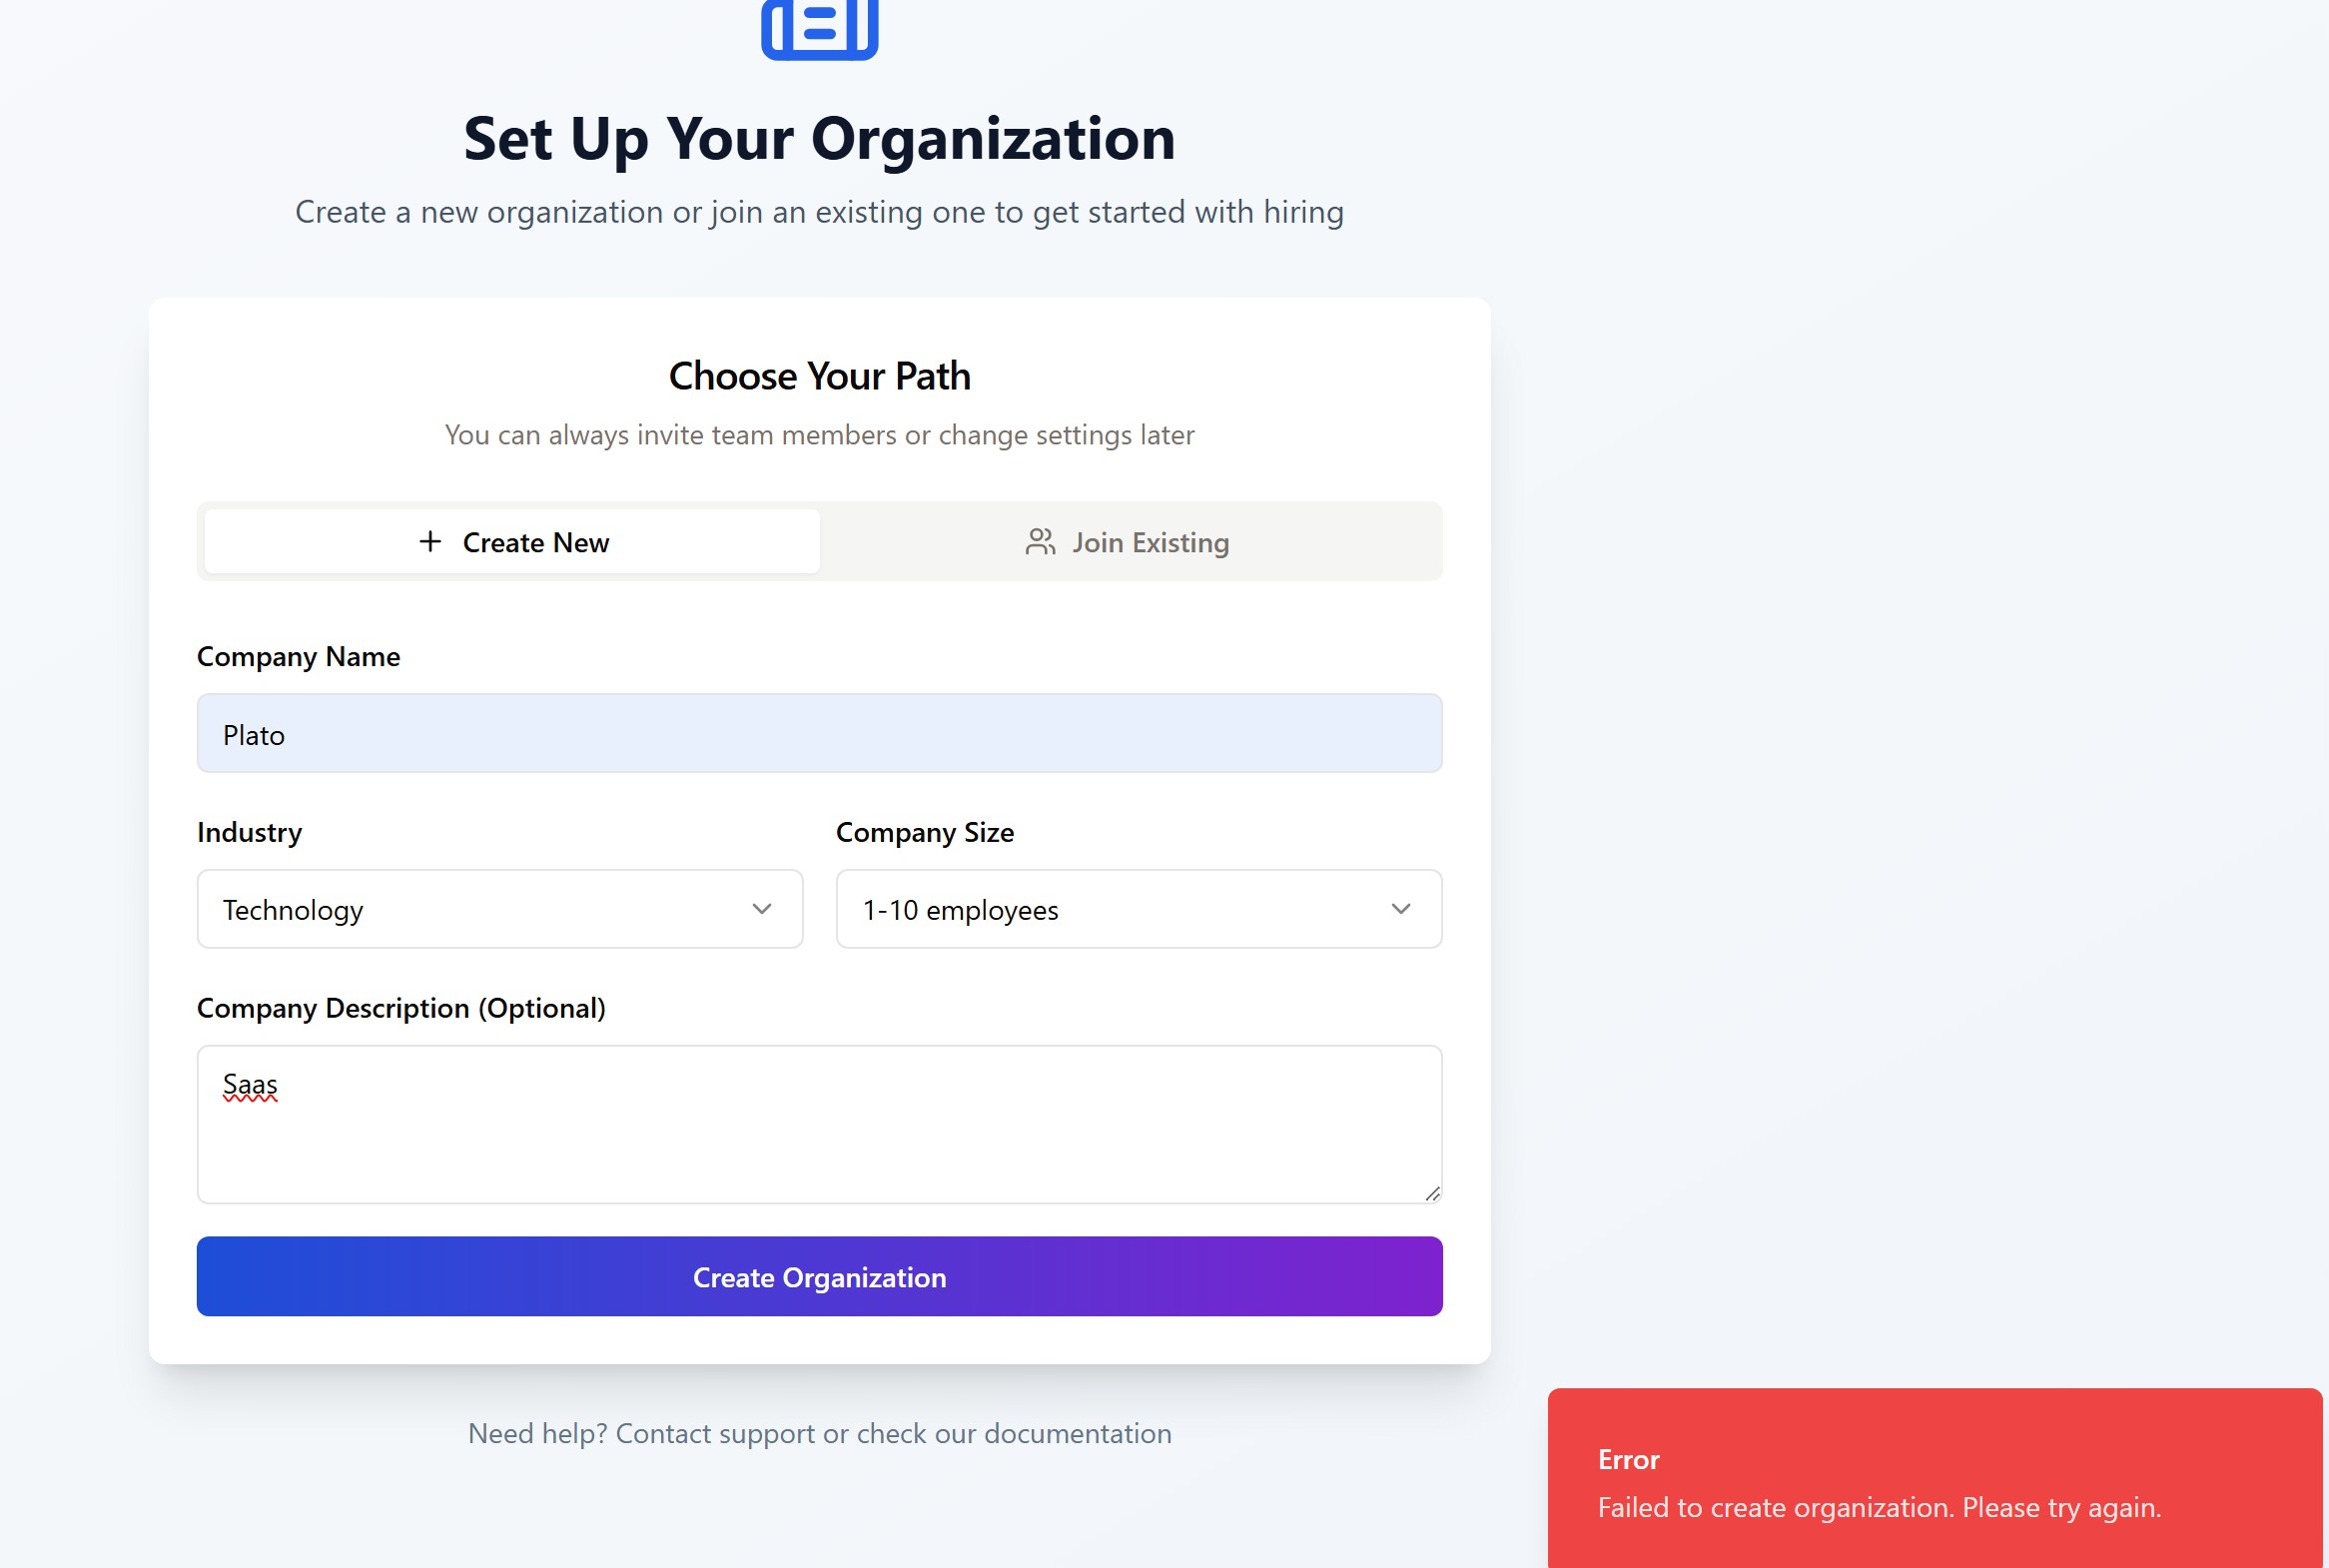 Set Up Your Organization
Create a new organization or join an existing one to get started with hiring
Choose Your Path
You can always invite team members or change settings later
Create New
Join Existing
Company Name
Plato
Industry
Company Size
Technology
1-10 employees
Company Description (Optional)
Saas
Create Organization
Need help? Contact support or check our documentation
Error
Failed to create organization. Please try again.